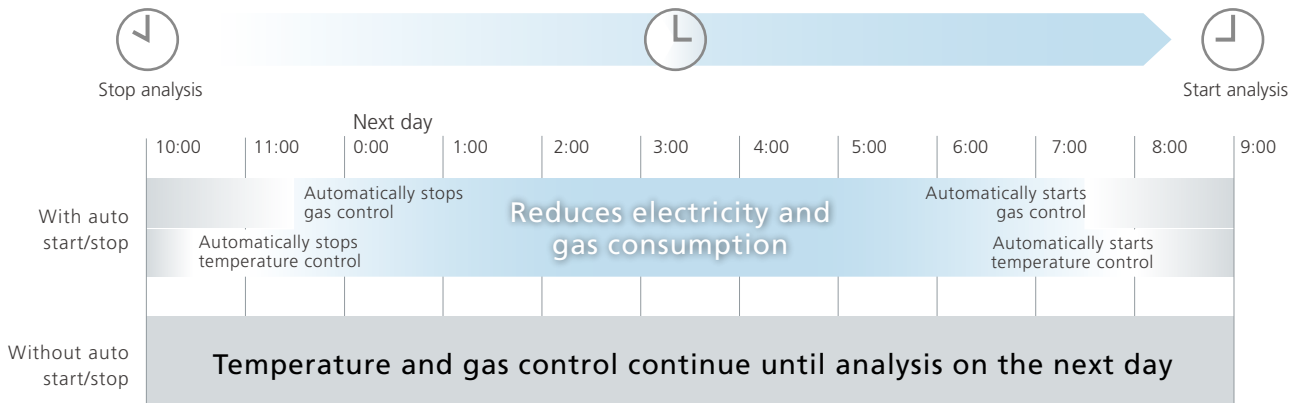 Stop analysis
Start analysis
Next day
10:00 11:00 0:00 1:00 2:00 3:00 4:00 5:00 6:00 7:00 8:00 9:00
With auto
start/stop
Automatically stops
gas control
Automatically stops
temperature control
Reduces electricity and
gas consumption
Automatically starts
gas control
Automatically starts
temperature control
Without auto
start/stop
Temperature and gas control continue until analysis on the next day